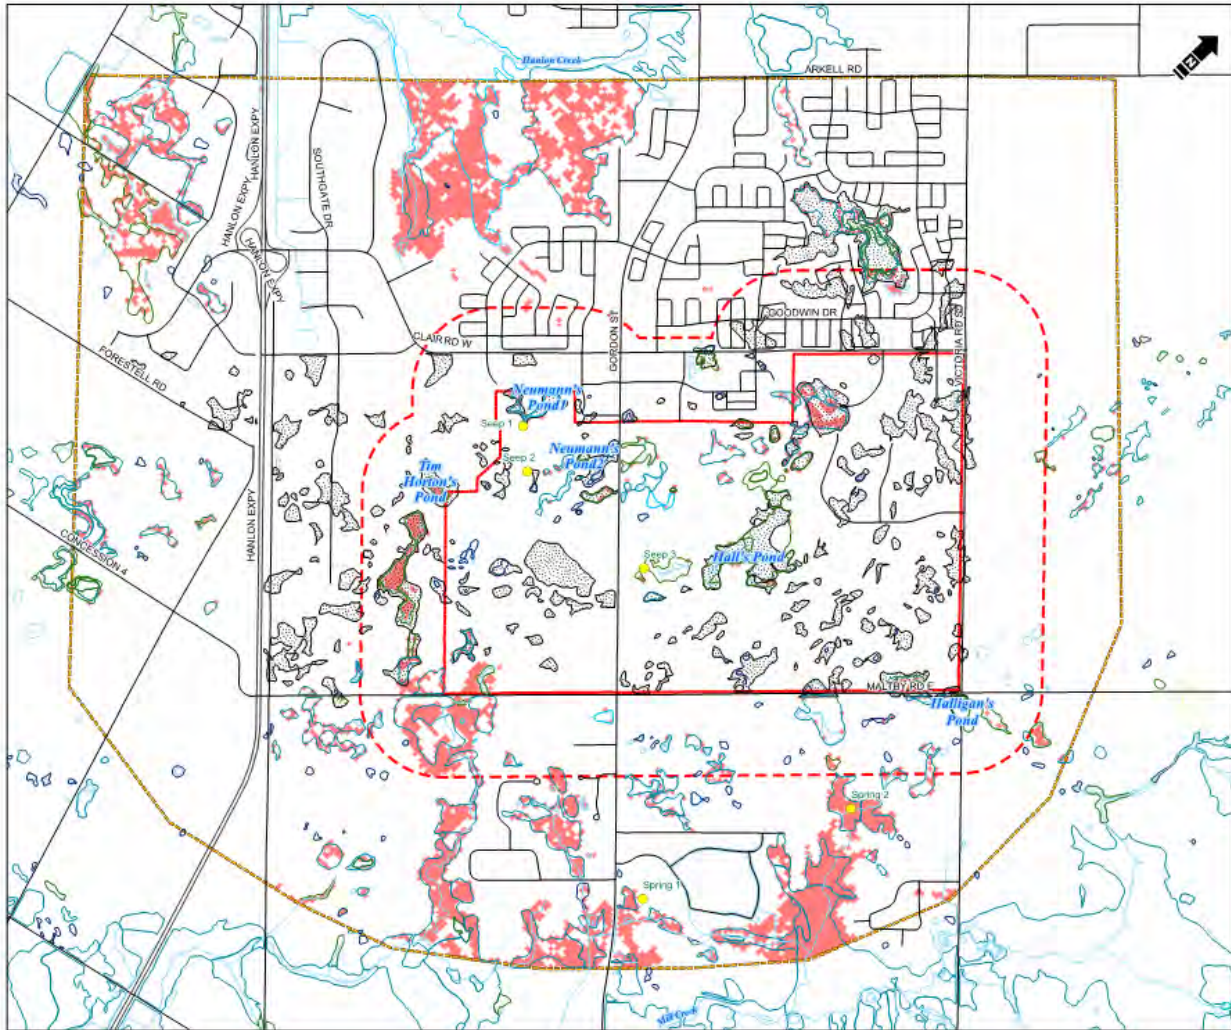 Hanlon Creek
ARKELL RD
N
HANLON EXPY
SOUTHGATE DR
HANLON EXPY
HANLON EXPY
GOODWIN DR
VICTORIA RD S
GORDON ST
CLAIR RD W
FORESTELL RD
Neumann's
Pond1
Seep 1
Neumann's
Pond2
Seep 2
Tim
Horton's
Pond
HANLON EXPY
CONCESSION 4
Seep 3
Hall's Pond
MALTBY RD E
Halligan's
Pond
Spring 2
Spring 1
Mill Creek